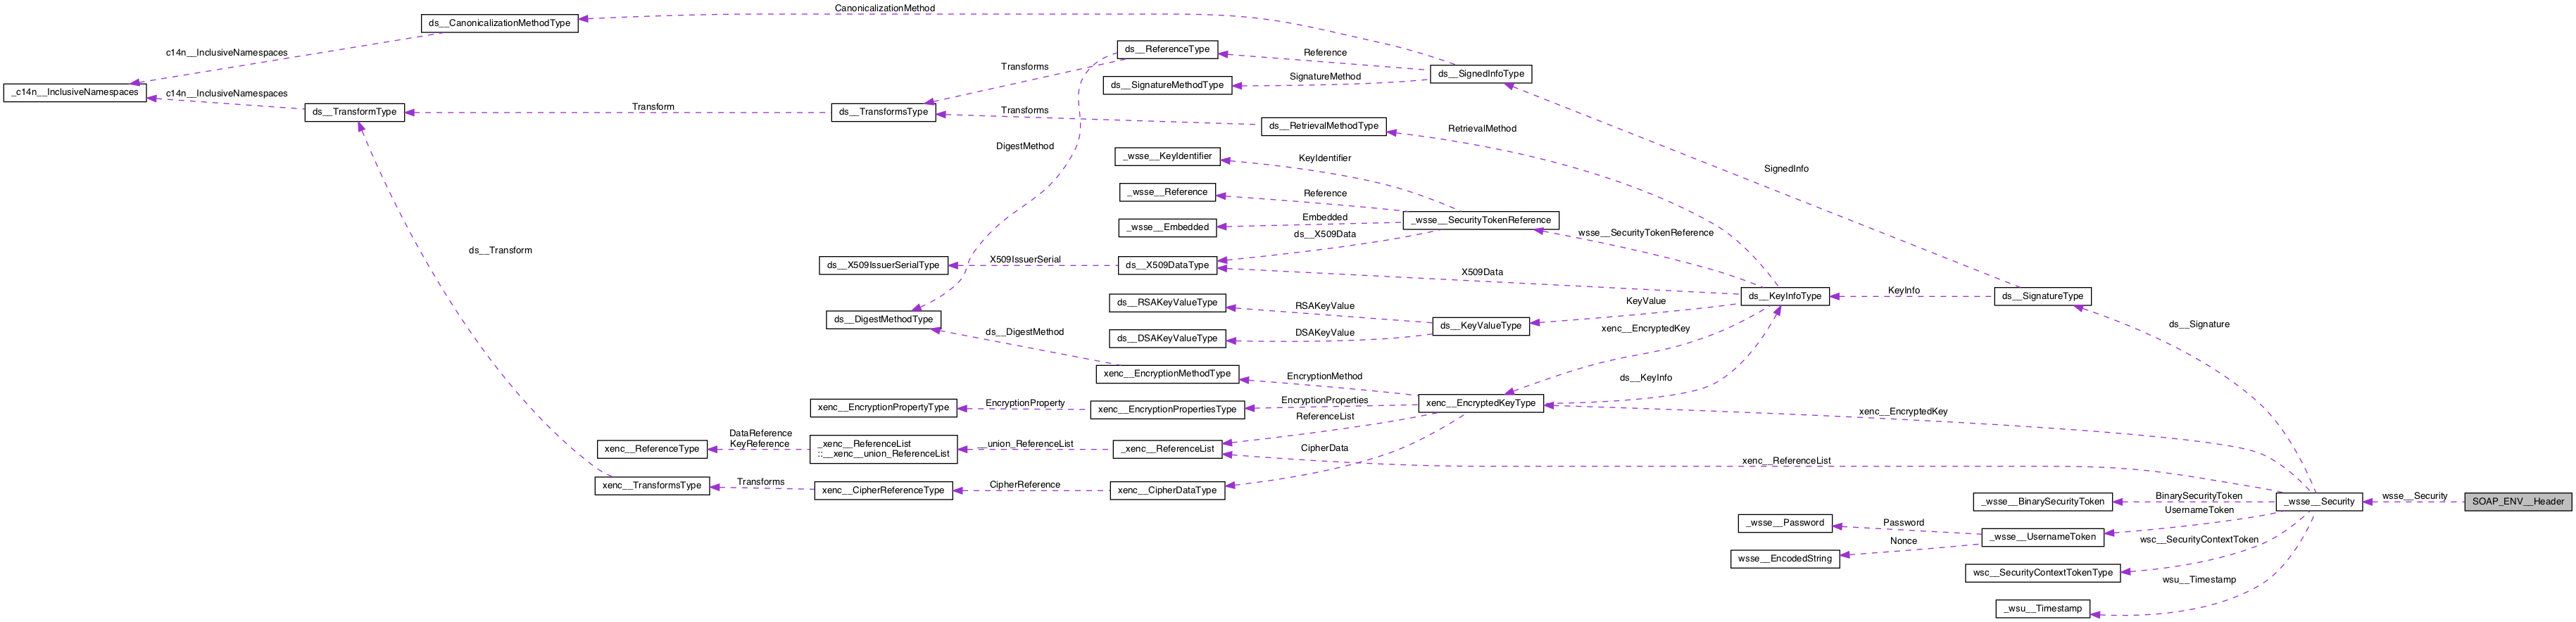 CanonicalizationMethod
ds__CanonicalizationMethodType
c14n__InclusiveNamespaces
ds__ReferenceType
Reference
Transforms
ds__SignedInfoType
SignatureMethod
ds__SignatureMethodType
_c14n__InclusiveNamespaces
c14n__InclusiveNamespaces
ds__TransformType
Transform
ds__TransformsType
Transforms
ds__RetrievalMethodType
RetrievalMethod
DigestMethod
_wsse__KeyIdentifier
KeyIdentifier
SignedInfo
_wsse__Reference
Reference
_wsse__SecurityTokenReference
Embedded
_wsse__Embedded
ds__X509Data
wsse__SecurityTokenReference
ds__Transform
ds__X509IssuerSerialType
X509IssuerSerial
ds__X509DataType
X509Data
ds__KeyInfoType
KeyInfo
ds__SignatureType
ds__RSAKeyValueType
RSAKeyValue
KeyValue
ds__DigestMethodType
ds__DigestMethod
ds__DSAKeyValueType
DSAKeyValue
ds__KeyValueType
xenc__EncryptedKey
ds__Signature
xenc__EncryptionMethodType
EncryptionMethod
ds__KeyInfo
xenc__EncryptionPropertyType
EncryptionProperty
xenc__EncryptionPropertiesType
EncryptionProperties
xenc__EncryptedKeyType
xenc__EncryptedKey
ReferenceList
DataReference
KeyReference
xenc__ReferenceType
_xenc__ReferenceList
::__xenc__union_ReferenceList
__union_ReferenceList
_xenc__ReferenceList
CipherData
xenc__ReferenceList
xenc__TransformsType
Transforms
xenc__CipherReferenceType
CipherReference
xenc__CipherDataType
_wsse__BinarySecurityToken
BinarySecurityToken
_wsse__Security
wsse__Security
SOAP_ENV__Header
UsernameToken
_wsse__Password
Password
_wsse__UsernameToken
Nonce
wsse__EncodedString
wsc__SecurityContextToken
wsc__SecurityContextTokenType
wsu__Timestamp
_wsu__Timestamp